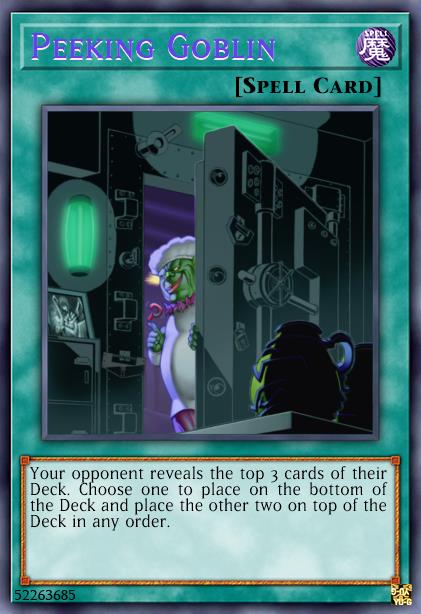 Peeking Goblin
SPELL
魔
[Spell Card]
Your opponent reveals the top 3 cards of their
Deck. Choose one to place on the bottom of
the Deck and place the other two on top of the
Deck in any order.
52263685